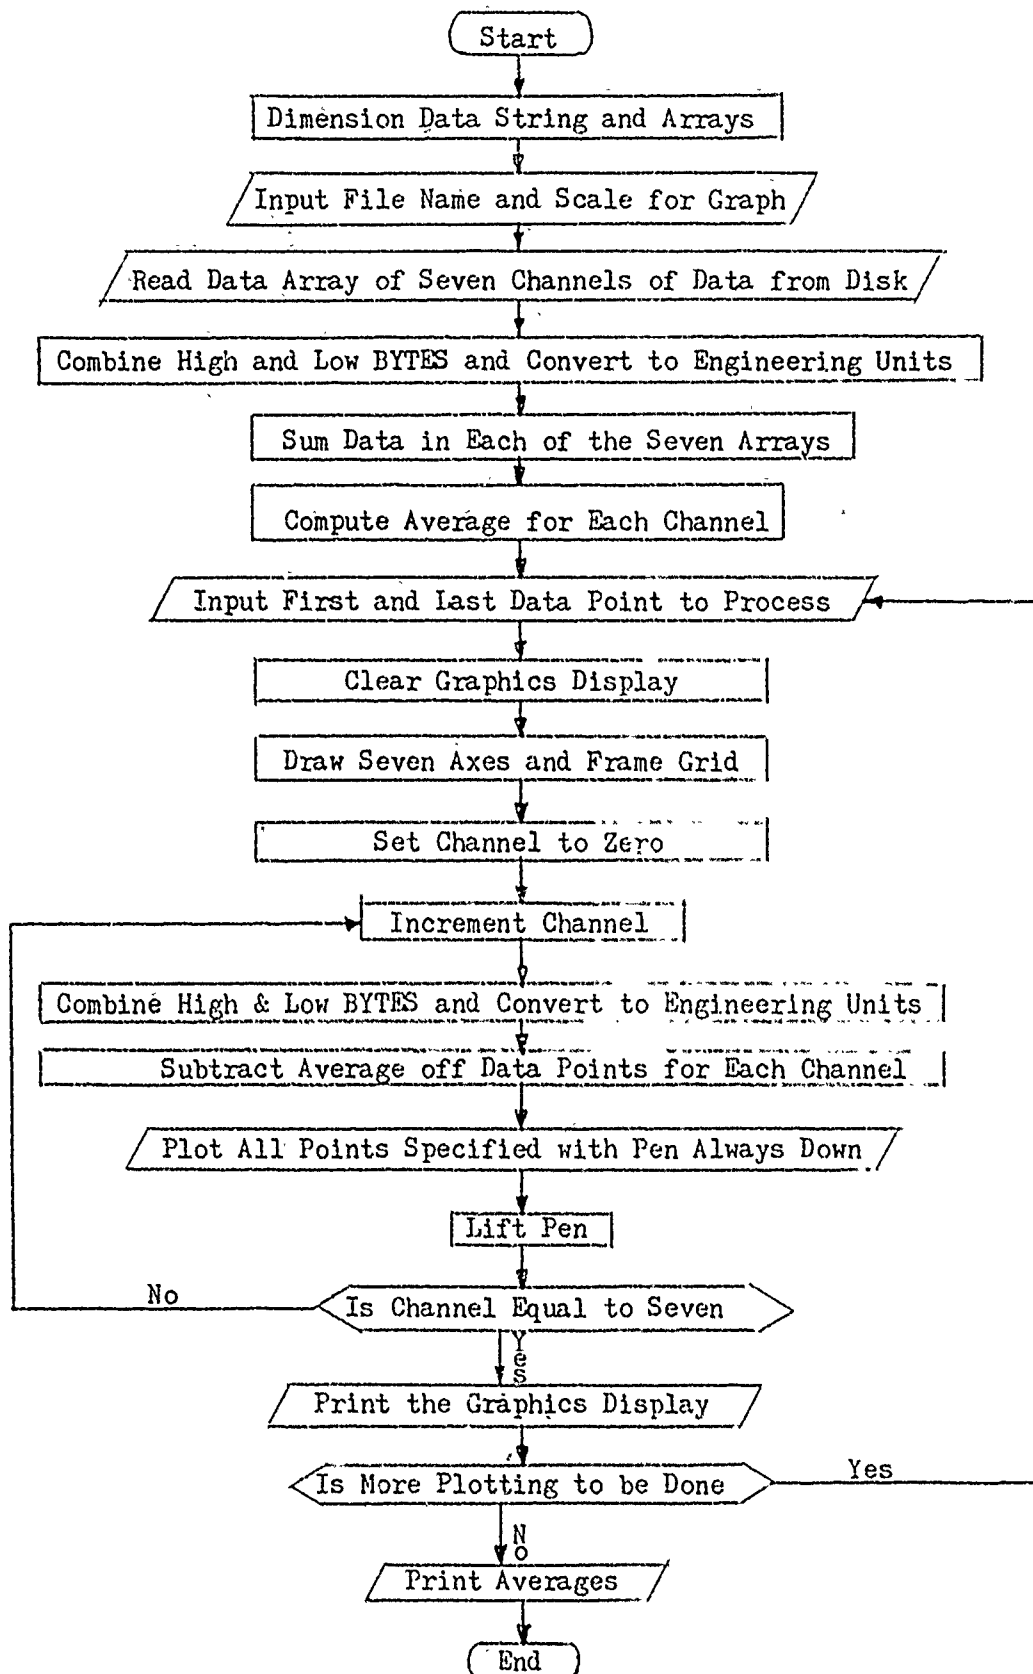 Start
Dimension Data String and Arrays
Input File Name and Scale for Graph
Read Data Array of Seven Channels of Data from Disk
Combine High and Low BYTES and Convert to Engineering Units
Sum Data in Each of the Seven Arrays
Compute Average for Each Channel
Input First and Last Data Point to Process
Clear Graphics Display
Draw Seven Axes and Frame Grid
Set Channel to Zero
Increment Channel
Combine High & Low BYTES and Convert to Engineering Units
Subtract Average off Data Points for Each Channel
Plot All Points Specified with Pen Always Down
Lift Pen
No
Is Channel Equal to Seven
Yes
Print the Graphics Display
Is More Plotting to be Done
Yes
No
Print Averages
End